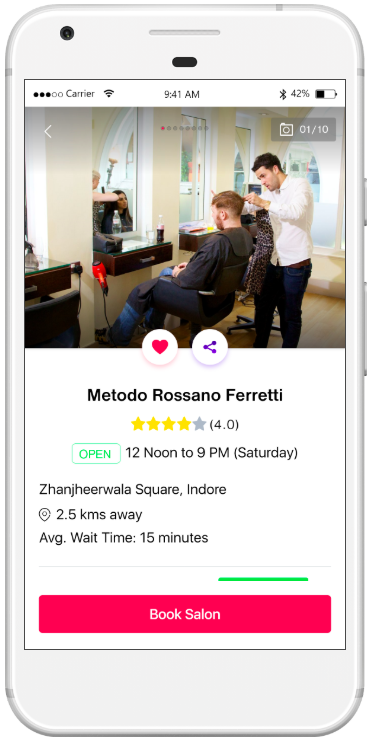 Carrier 9:41 AM 42%
01/10
Metodo Rossano Ferretti
(4.0)
OPEN 12 Noon to 9 PM (Saturday)
Zhanjheerwala Square, Indore
2.5 kms away
Avg. Wait Time: 15 minutes
Book Salon